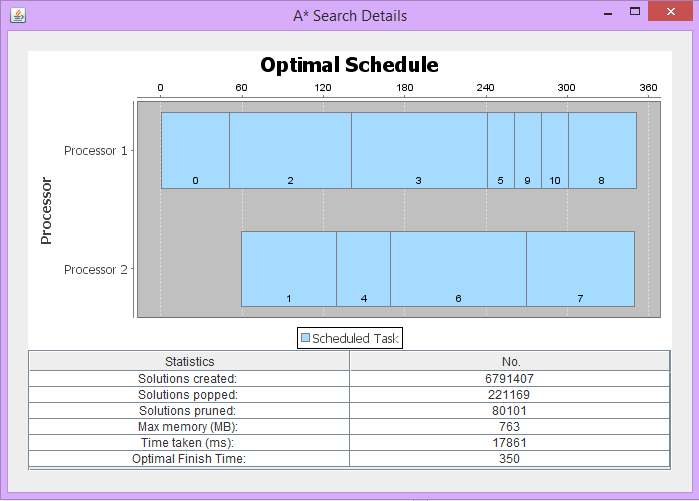 A* Search Details
Optimal Schedule
0 60 120 180 240 300 360
Processor
Processor 1
0 2 3 5 9 10 8
Processor 2
1 4 6 7
Scheduled Task
Statistics No.
Solutions created: 6791407
Solutions popped: 221169
Solutions pruned: 80101
Max memory (MB): 763
Time taken (ms): 17861
Optimal Finish Time: 350